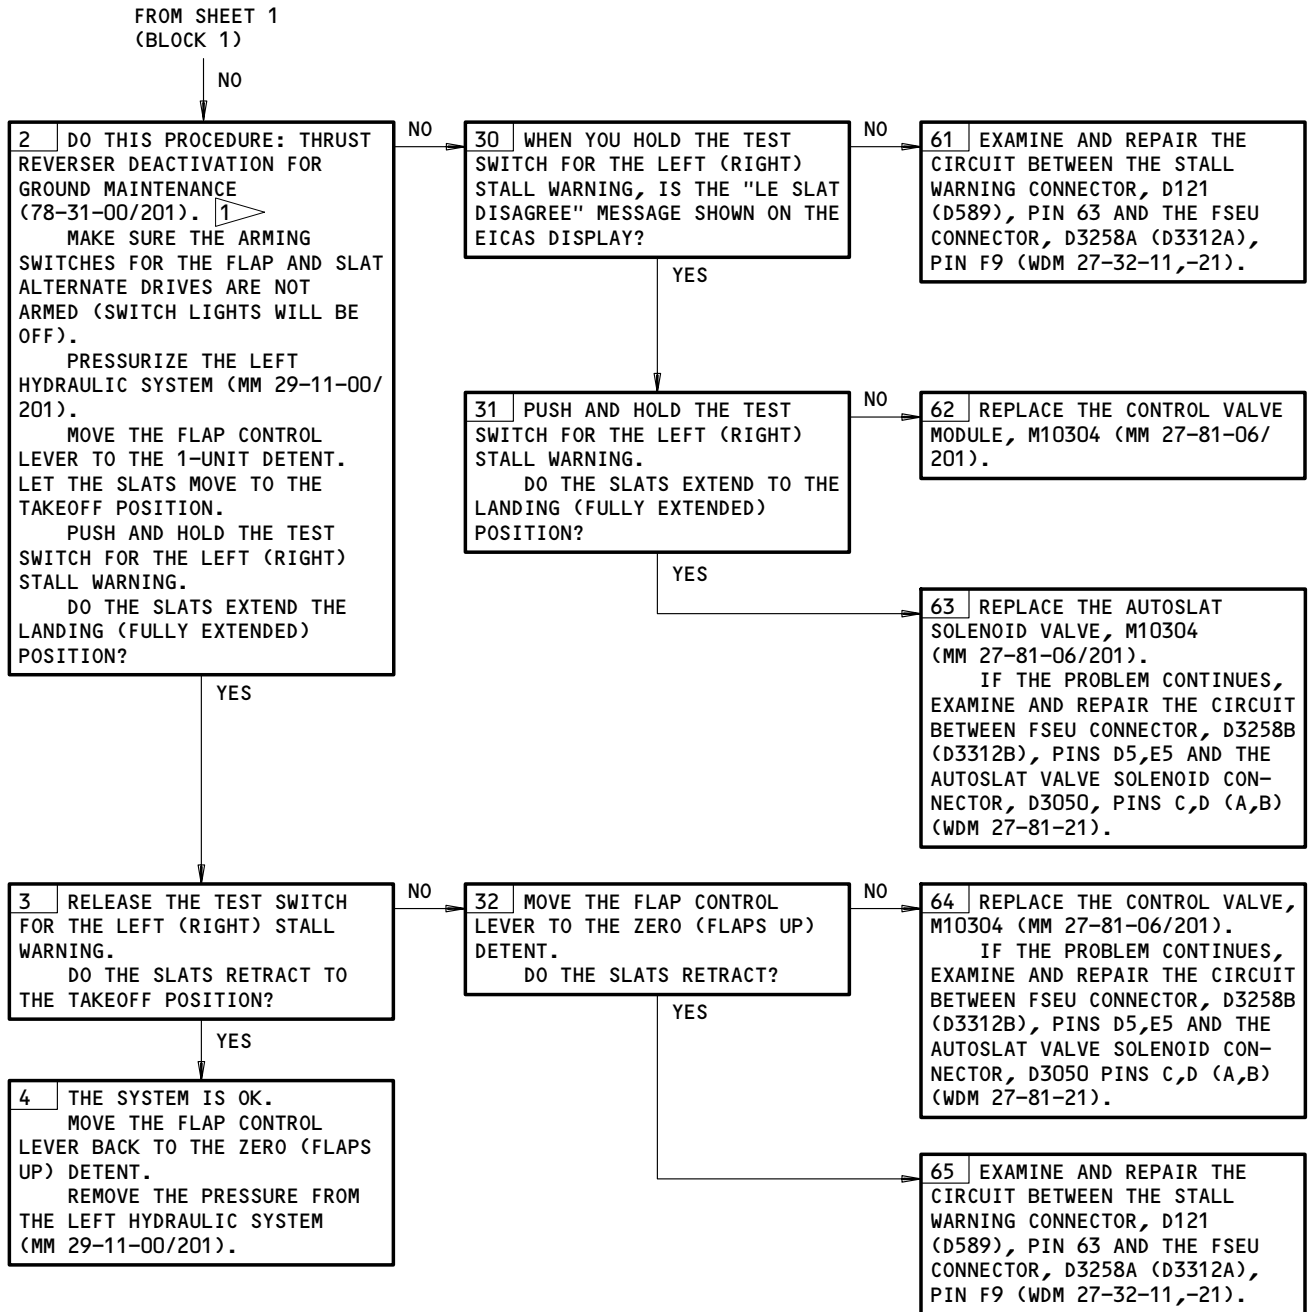 FROM SHEET 1
(BLOCK 1)
NO
2 DO THIS PROCEDURE: THRUST
REVERSER DEACTIVATION FOR
GROUND MAINTENANCE
(78-31-00/201). 1
MAKE SURE THE ARMING
SWITCHES FOR THE FLAP AND SLAT
ALTERNATE DRIVES ARE NOT
ARMED (SWITCH LIGHTS WILL BE
OFF).
PRESSURIZE THE LEFT
HYDRAULIC SYSTEM (MM 29-11-00/
201).
MOVE THE FLAP CONTROL
LEVER TO THE 1-UNIT DETENT.
LET THE SLATS MOVE TO THE
TAKEOFF POSITION.
PUSH AND HOLD THE TEST
SWITCH FOR THE LEFT (RIGHT)
STALL WARNING.
DO THE SLATS EXTEND THE
LANDING (FULLY EXTENDED)
POSITION?
NO
30 WHEN YOU HOLD THE TEST
SWITCH FOR THE LEFT (RIGHT)
STALL WARNING, IS THE "LE SLAT
DISAGREE" MESSAGE SHOWN ON THE
EICAS DISPLAY?
NO
61 EXAMINE AND REPAIR THE
CIRCUIT BETWEEN THE STALL
WARNING CONNECTOR, D121
(D589), PIN 63 AND THE FSEU
CONNECTOR, D3258A (D3312A),
PIN F9 (WDM 27-32-11,-21).
YES
31 PUSH AND HOLD THE TEST
SWITCH FOR THE LEFT (RIGHT)
STALL WARNING.
DO THE SLATS EXTEND TO THE
LANDING (FULLY EXTENDED)
POSITION?
NO
62 REPLACE THE CONTROL VALVE
MODULE, M10304 (MM 27-81-06/
201).
YES
63 REPLACE THE AUTOSLAT
SOLENOID VALVE, M10304
(MM 27-81-06/201).
IF THE PROBLEM CONTINUES,
EXAMINE AND REPAIR THE CIRCUIT
BETWEEN FSEU CONNECTOR, D3258B
(D3312B), PINS D5,E5 AND THE
AUTOSLAT VALVE SOLENOID CON-
NECTOR, D3050, PINS C,D (A,B)
(WDM 27-81-21).
YES
3 RELEASE THE TEST SWITCH
FOR THE LEFT (RIGHT) STALL
WARNING.
DO THE SLATS RETRACT TO
THE TAKEOFF POSITION?
NO
32 MOVE THE FLAP CONTROL
LEVER TO THE ZERO (FLAPS UP)
DETENT.
DO THE SLATS RETRACT?
NO
64 REPLACE THE CONTROL VALVE,
M10304 (MM 27-81-06/201).
IF THE PROBLEM CONTINUES,
EXAMINE AND REPAIR THE CIRCUIT
BETWEEN FSEU CONNECTOR, D3258B
(D3312B), PINS D5,E5 AND THE
AUTOSLAT VALVE SOLENOID CON-
NECTOR, D3050 PINS C,D (A,B)
(WDM 27-81-21).
YES
4 THE SYSTEM IS OK.
MOVE THE FLAP CONTROL
LEVER BACK TO THE ZERO (FLAPS
UP) DETENT.
REMOVE THE PRESSURE FROM
THE LEFT HYDRAULIC SYSTEM
(MM 29-11-00/201).
YES
65 EXAMINE AND REPAIR THE
CIRCUIT BETWEEN THE STALL
WARNING CONNECTOR, D121
(D589), PIN 63 AND THE FSEU
CONNECTOR, D3258A (D3312A),
PIN F9 (WDM 27-32-11,-21).